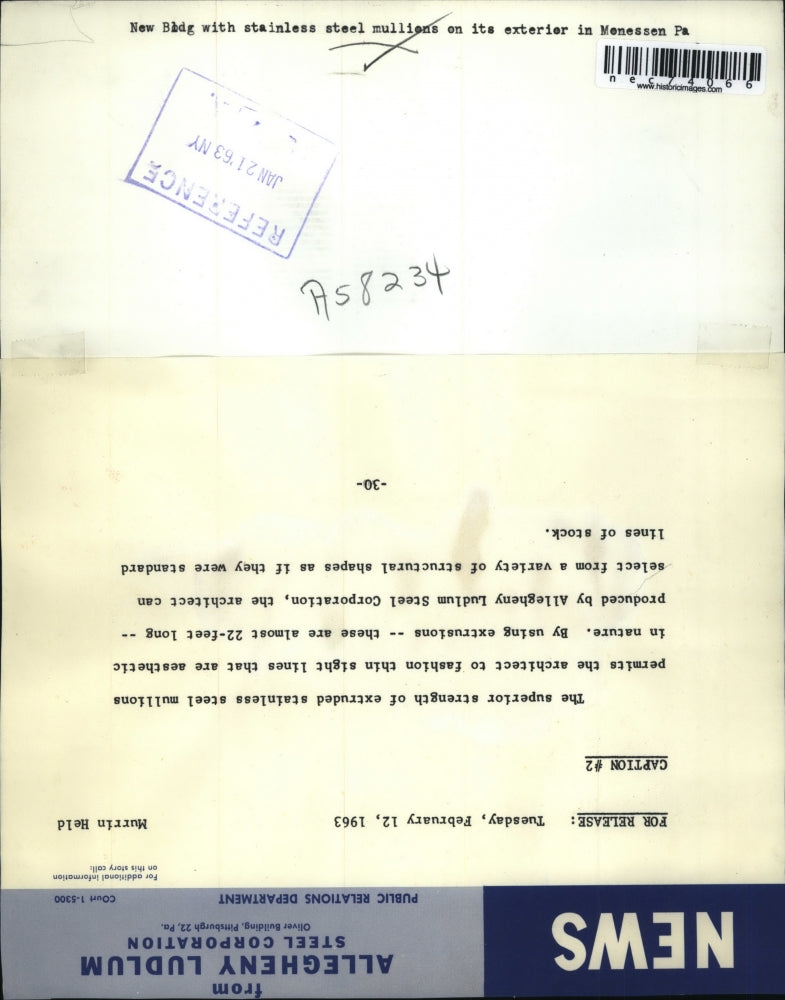 New Bldg with stainless steel mullions on its exterior in Monessen Pa
nec74066
www.historicimages.com
REFERENCE
JAN 21 '63 NY
A58234
NEWS
from
ALLEGHENY LUDLUM
STEEL CORPORATION
Oliver Building, Pittsburgh 22, Pa.
PUBLIC RELATIONS DEPARTMENT
COurt 1-5300
For additional information
on this story call:
FOR RELEASE: Tuesday, February 12, 1963 Murrin Held
CAPTION #2
The superior strength of extruded stainless steel mullions
permits the architect to fashion thin sight lines that are aesthetic
in nature. By using extrusions -- these are almost 22-feet long --
produced by Allegheny Ludlum Steel Corporation, the architect can
select from a variety of structural shapes as if they were standard
lines of stock.
-30-